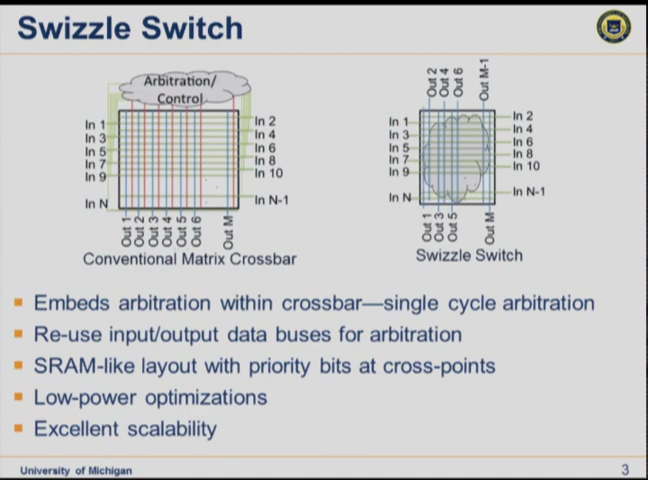 Swizzle Switch
Arbitration/
Control
In 1
In 3
In 5
In 7
In 9
In N
In 2
In 4
In 6
In 8
In 10
In N-1
Out 1
Out 2
Out 3
Out 4
Out 5
Out 6
Out M
Conventional Matrix Crossbar
Out 2
Out 4
Out 6
Out M-1
In 1
In 3
In 5
In 7
In 9
In N
In 2
In 4
In 6
In 8
In 10
In N-1
Out 1
Out 3
Out 5
Out M
Swizzle Switch
Embeds arbitration within crossbar—single cycle arbitration
Re-use input/output data buses for arbitration
SRAM-like layout with priority bits at cross-points
Low-power optimizations
Excellent scalability
University of Michigan
3